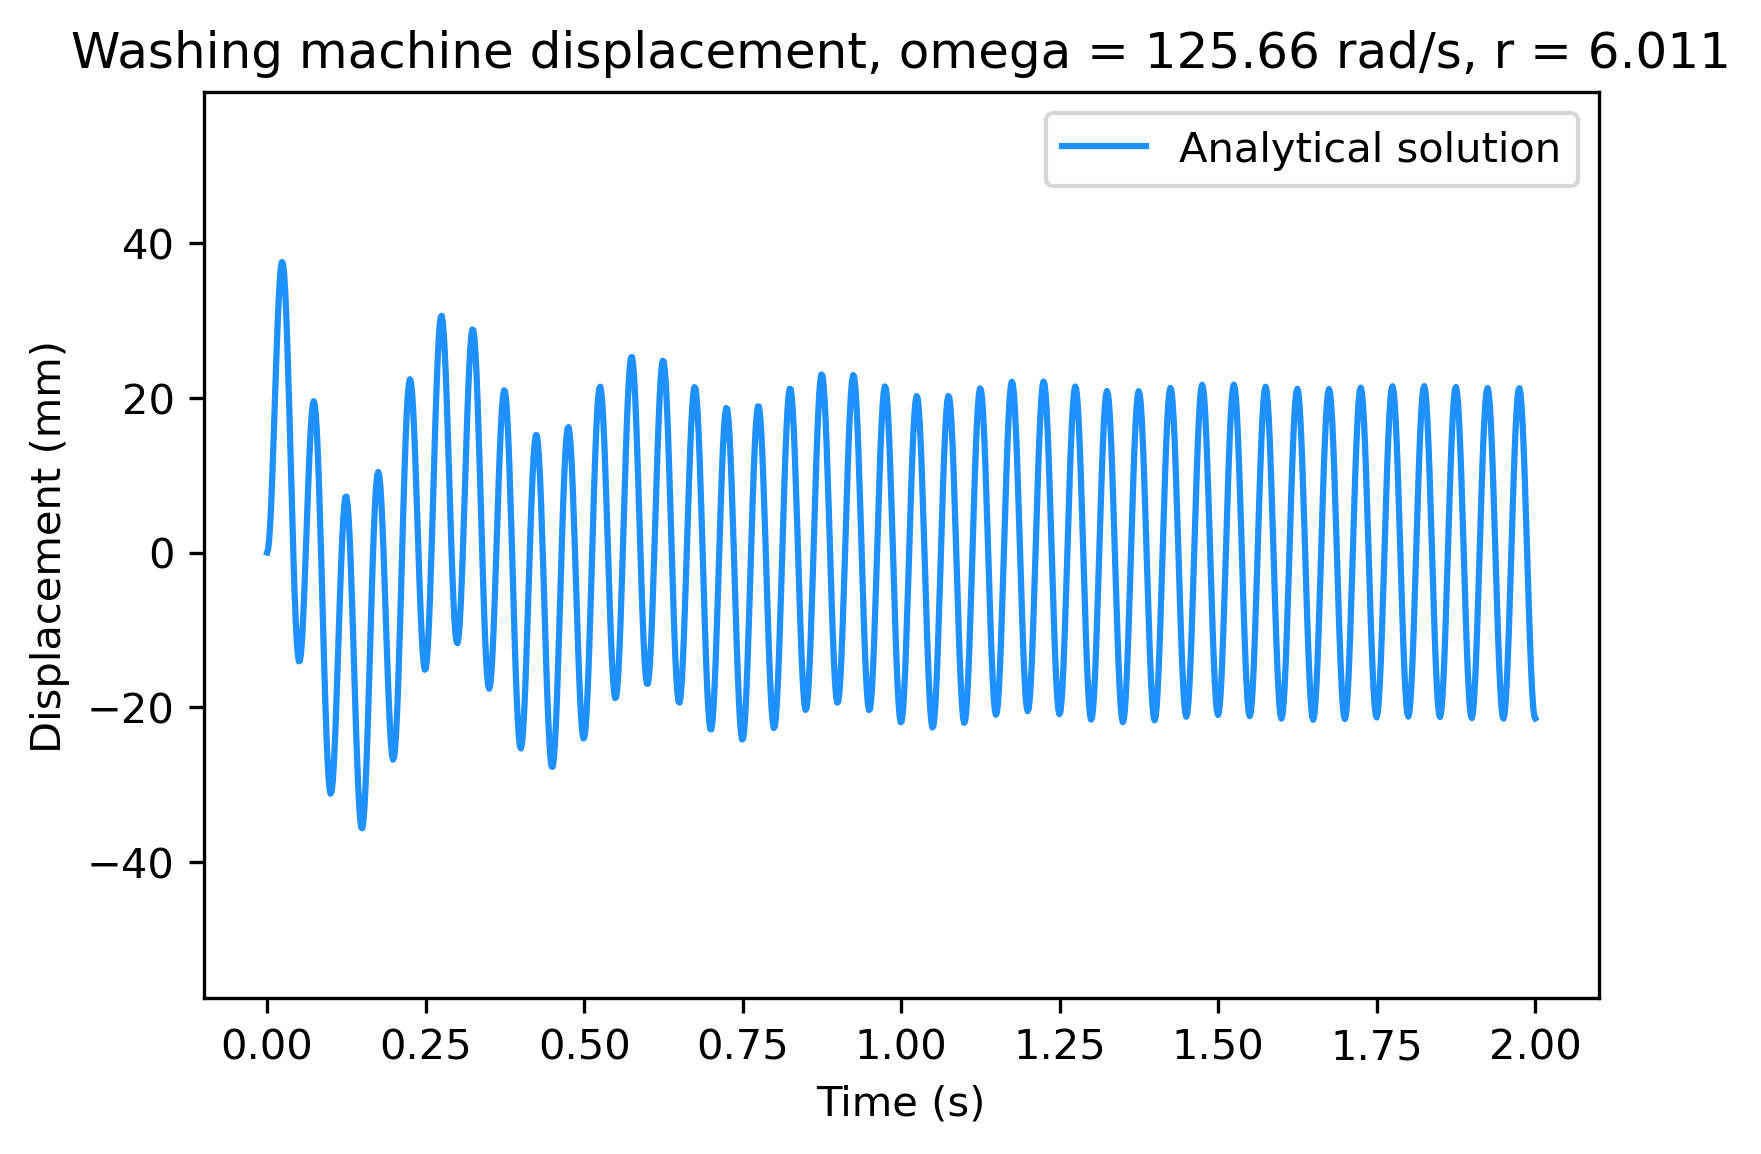 Washing machine displacement, omega = 125.66 rad/s, r = 6.011
Analytical solution
Displacement (mm)
40
20
0
−20
−40
0.00 0.25 0.50 0.75 1.00 1.25 1.50 1.75 2.00
Time (s)